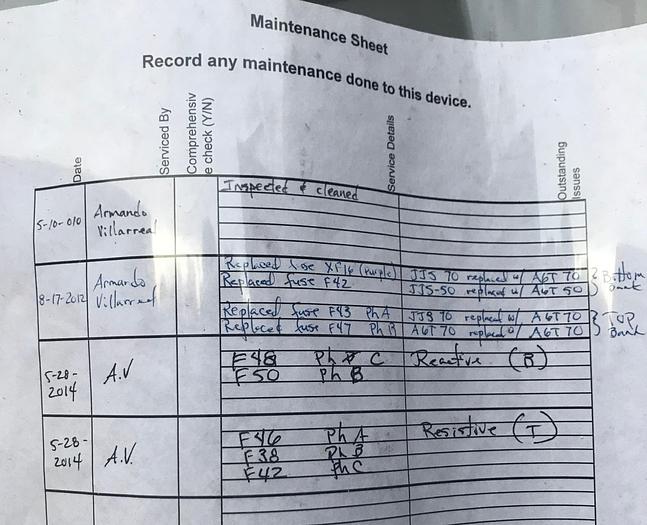 Maintenance Sheet
Record any maintenance done to this device.
Date
Serviced By
Comprehensiv
e check (Y/N)
Service Details
Outstanding
Issues
5-10-010
Armando
Villarreal
Inspected & cleaned
8-17-2012
Armando
Villarreal
Replaced fuse XF16 (Purple) JJS 70 replaced w/ A6T 70
Replaced fuse F42 JJS-50 replaced w/ A6T 50
Bottom
Bank
Replaced fuse F43 Ph A JJS 70 replaced w/ A6T 70
Replaced fuse F47 Ph B A6T 70 replaced w/ A6T 70
TOP
Bank
5-28-
2014
A.V
F48 Ph C Reactive (B)
F50 Ph B
5-28-
2014
A.V.
F46 Ph A Resistive (T)
F38 Ph B
F42 Ph C